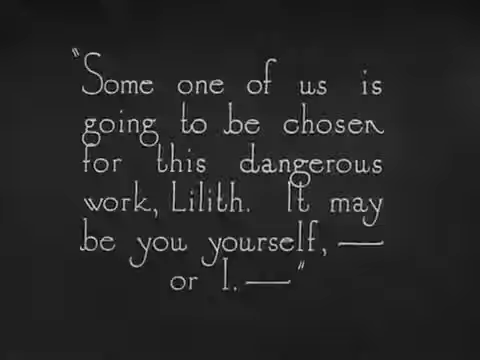 "Some one of us is
going to be chosen
for this dangerous
work, Lilith. It may
be you yourself, —
or I. —"